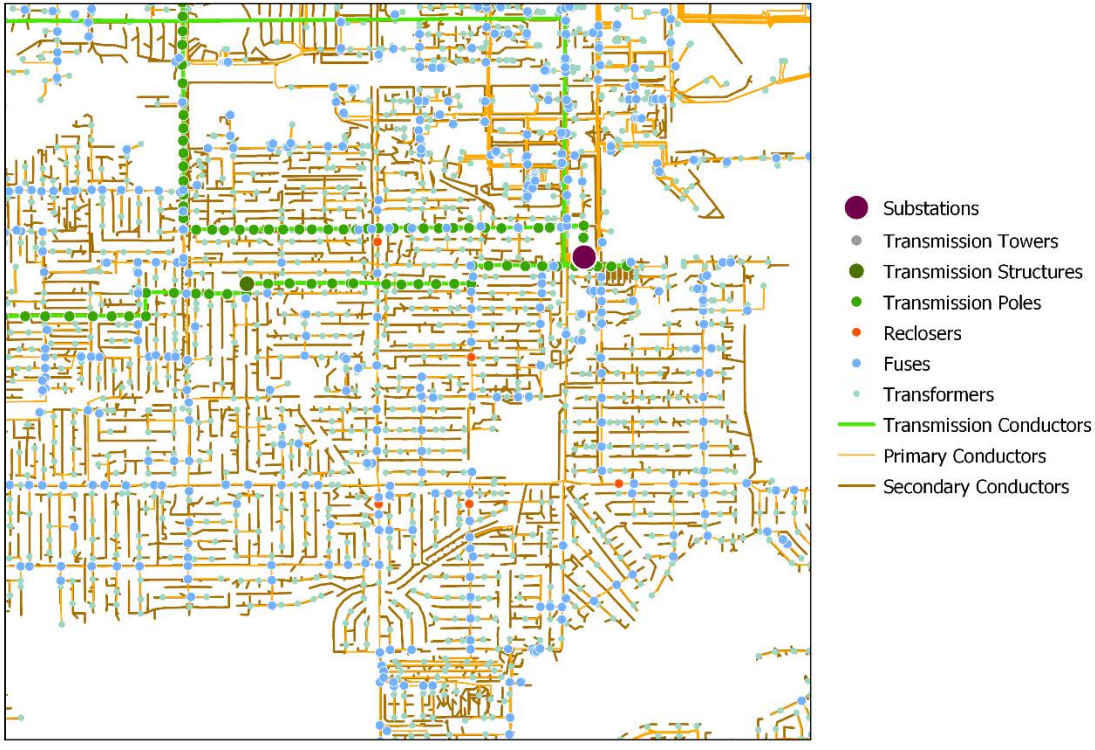 Substations
Transmission Towers
Transmission Structures
Transmission Poles
Reclosers
Fuses
Transformers
Transmission Conductors
Primary Conductors
Secondary Conductors